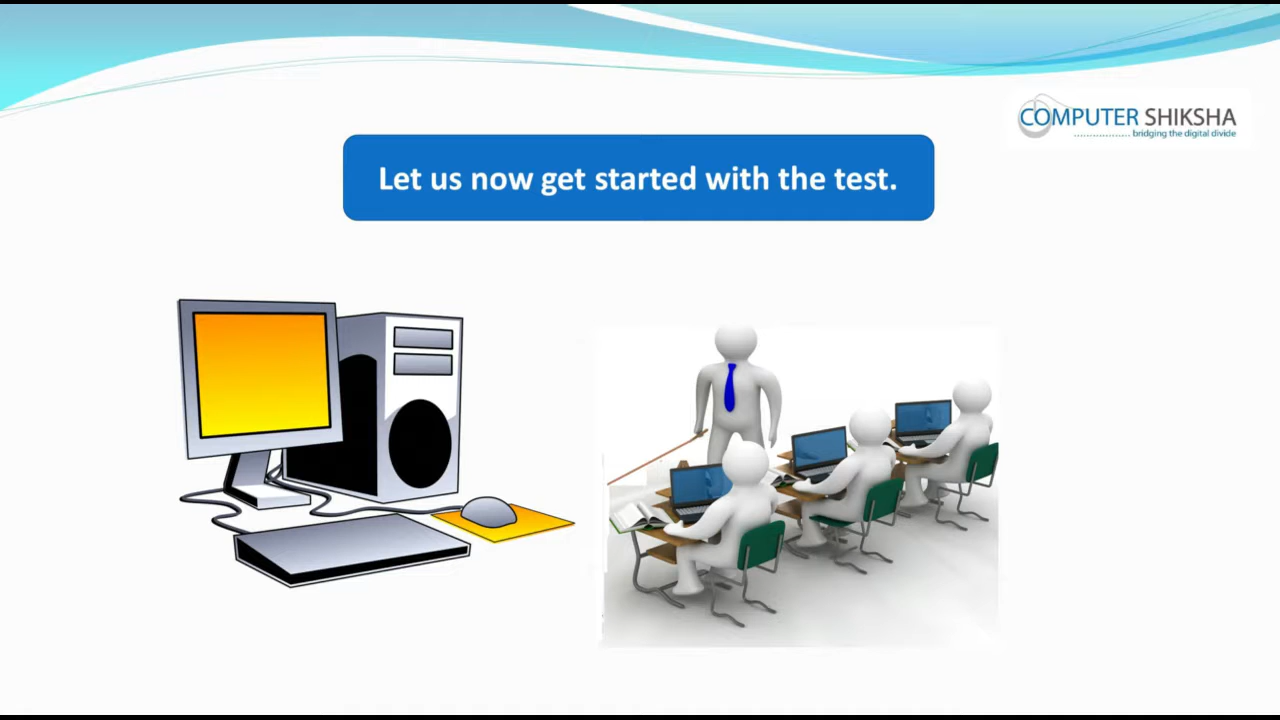 COMPUTER SHIKSHA
bridging the digital divide
Let us now get started with the test.